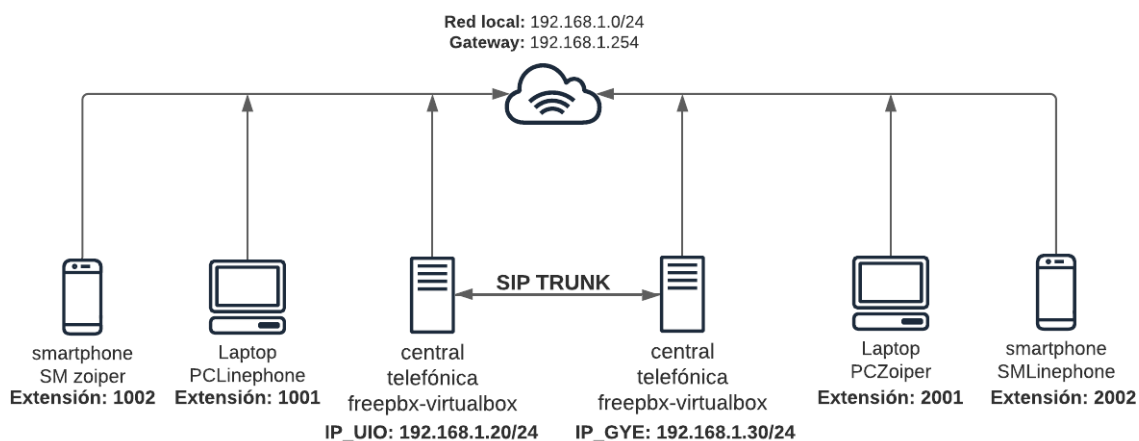 Red local: 192.168.1.0/24
Gateway: 192.168.1.254
SIP TRUNK
smartphone
SM zoiper
Extensión: 1002
Laptop
PCLinephone
Extensión: 1001
central
telefónica
freepbx-virtualbox
IP_UIO: 192.168.1.20/24
central
telefónica
freepbx-virtualbox
IP_GYE: 192.168.1.30/24
Laptop
PCZoiper
Extensión: 2001
smartphone
SMLinephone
Extensión: 2002